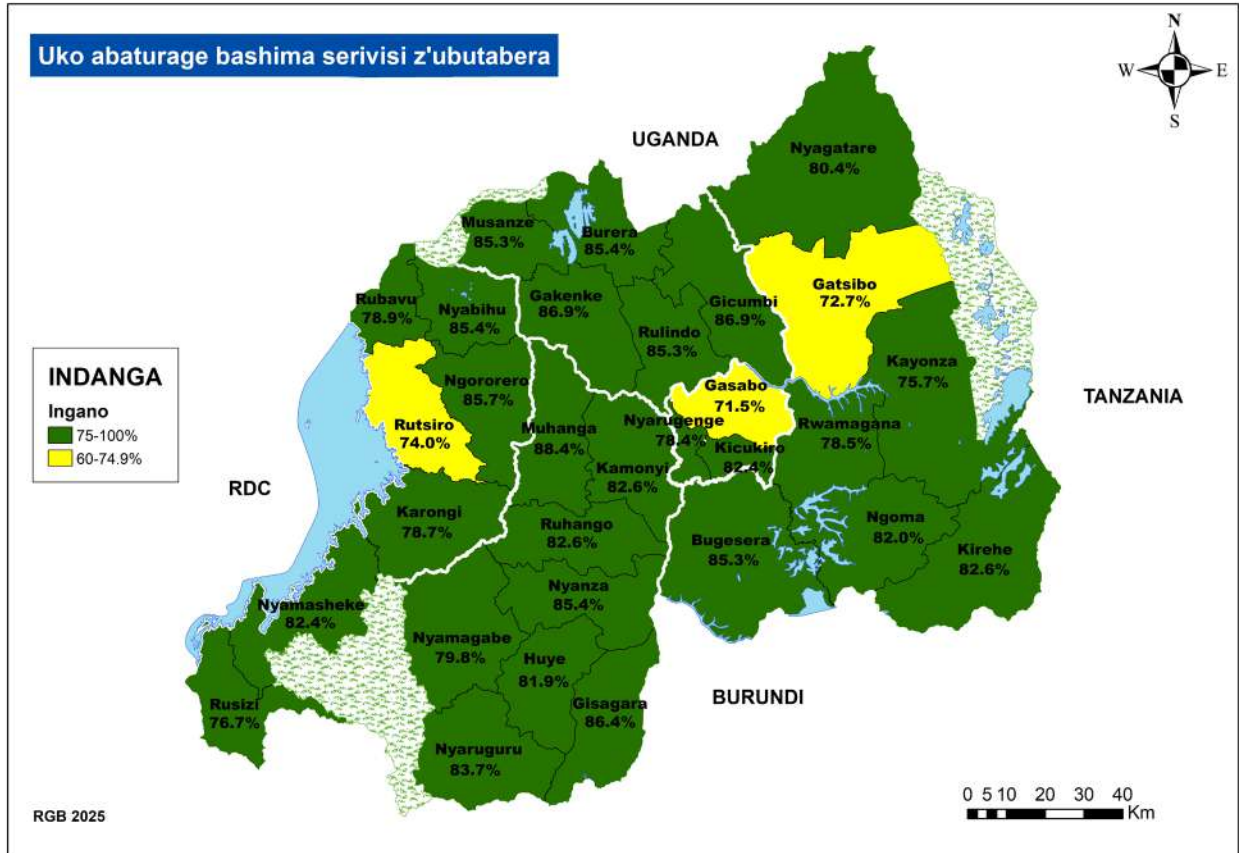 Uko abaturage bashima serivisi z'ubutabera
N
W
E
S
UGANDA
Nyagatare
80.4%
Musanze
85.3%
Burera
85.4%
Gatsibo
72.7%
Rubavu
78.9%
Nyabihu
85.4%
Gakenke
86.9%
Gicumbi
86.9%
Rulindo
85.3%
Kayonza
75.7%
INDANGA
Ingano
75-100%
60-74.9%
Ngororero
85.7%
Gasabo
71.5%
TANZANIA
Rutsiro
74.0%
Muhanga
88.4%
Nyarugenge
78.4%
Rwamagana
78.5%
Kicukiro
82.4%
Kamonyi
82.6%
RDC
Karongi
78.7%
Ruhango
82.6%
Bugesera
85.3%
Ngoma
82.0%
Kirehe
82.6%
Nyamasheke
82.4%
Nyanza
85.4%
Nyamagabe
79.8%
Huye
81.9%
Gisagara
86.4%
BURUNDI
Rusizi
76.7%
Nyaruguru
83.7%
RGB 2025
0 5 10 20 30 40
Km